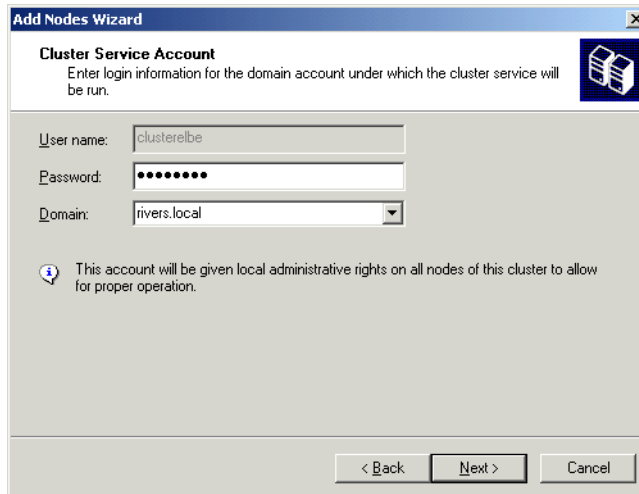 Add Nodes Wizard
Cluster Service Account
Enter login information for the domain account under which the cluster service will
be run.
User name: clusterelbe
Password: ●●●●●●●●
Domain: rivers.local
This account will be given local administrative rights on all nodes of this cluster to allow
for proper operation.
< Back Next > Cancel